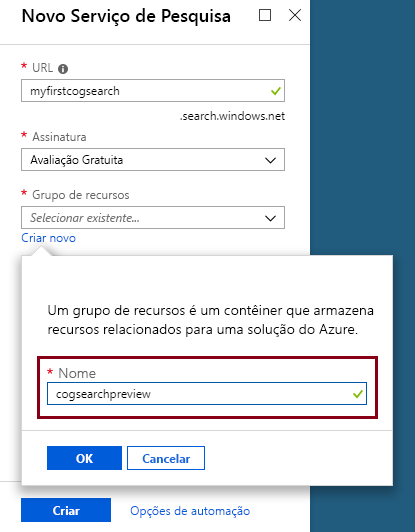 Novo Serviço de Pesquisa
* URL
myfirstcogsearch
.search.windows.net
* Assinatura
Avaliação Gratuita
* Grupo de recursos
Selecionar existente...
Criar novo
Um grupo de recursos é um contêiner que armazena
recursos relacionados para uma solução do Azure.
* Nome
cogsearchpreview
OK Cancelar
Criar Opções de automação